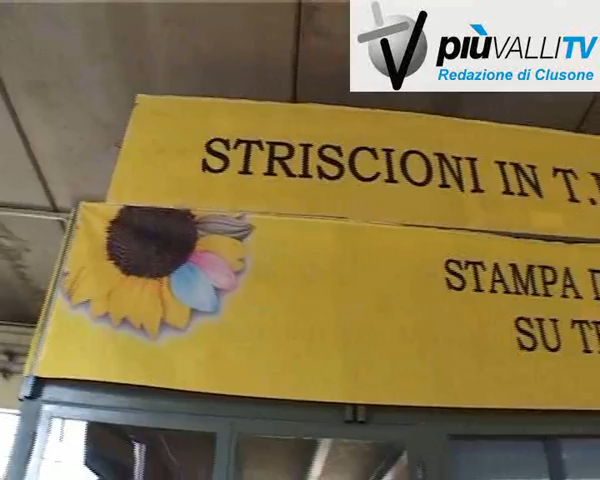 piùVALLITV
Redazione di Clusone
STRISCIONI IN T.
STAMPA
SU